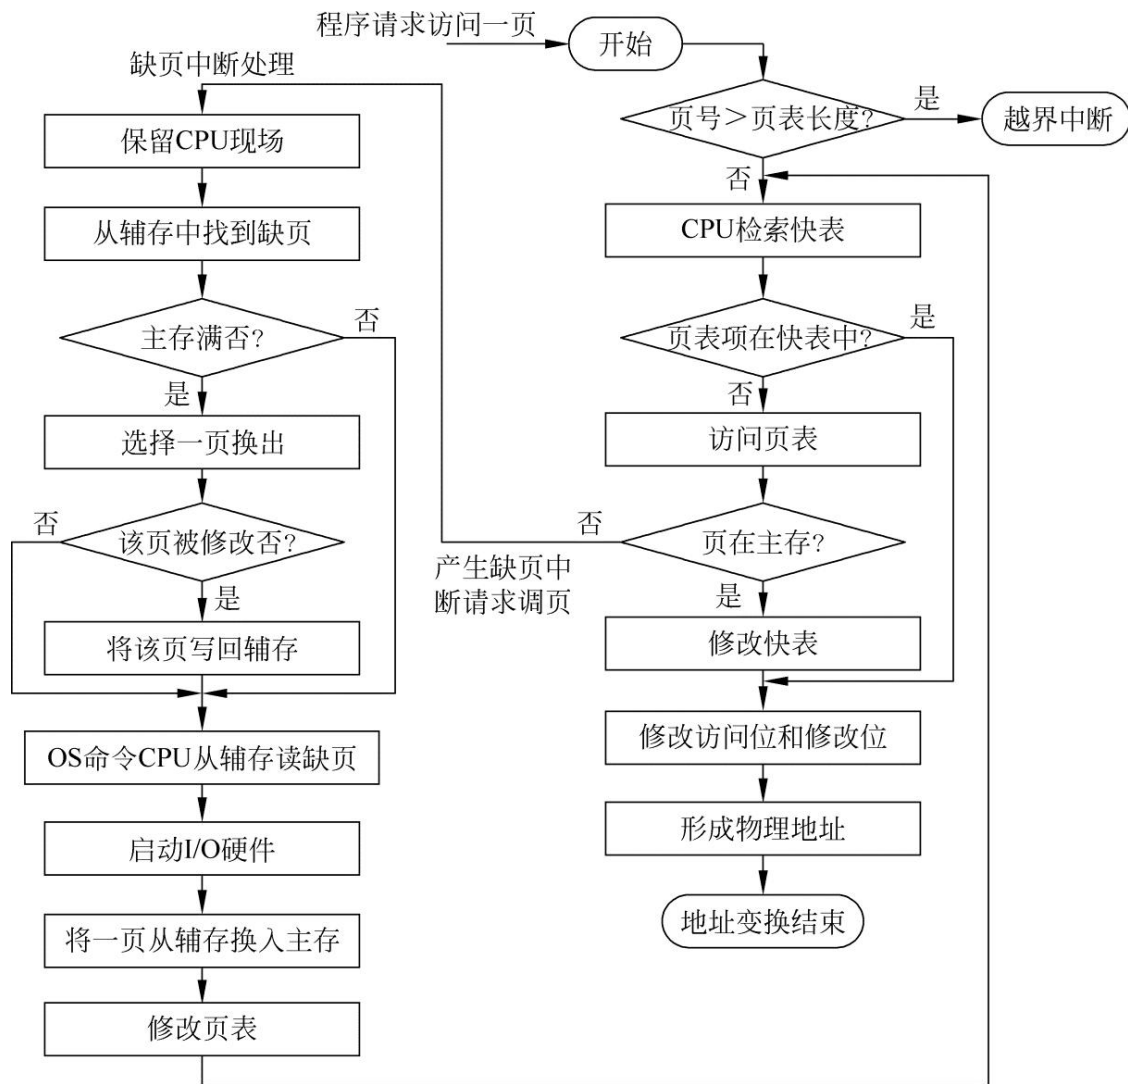 程序请求访问一页
开始
缺页中断处理
页号＞页表长度?
是
越界中断
否
保留CPU现场
从辅存中找到缺页
CPU检索快表
主存满否?
否
是
页表项在快表中?
是
否
选择一页换出
访问页表
该页被修改否?
否
是
页在主存?
否
产生缺页中
断请求调页
是
将该页写回辅存
修改快表
OS命令CPU从辅存读缺页
修改访问位和修改位
启动I/O硬件
形成物理地址
将一页从辅存换入主存
地址变换结束
修改页表